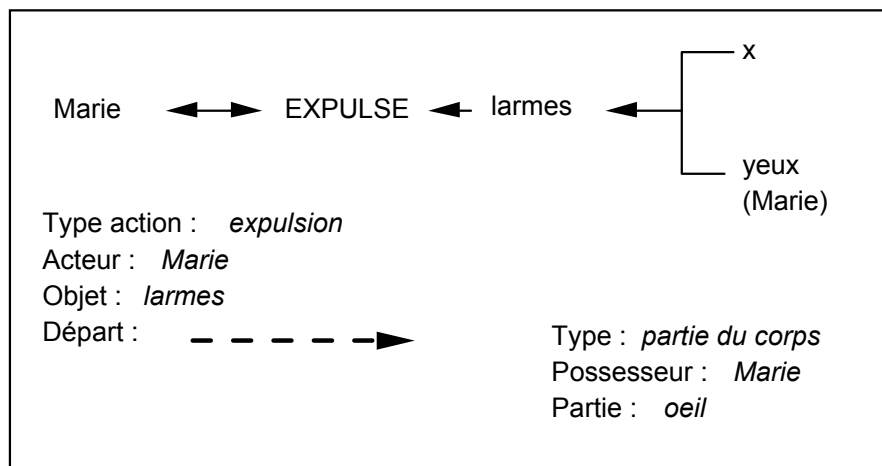 x
Marie EXPULSE larmes
yeux
(Marie)
Type action : expulsion
Acteur : Marie
Objet : larmes
Départ :
Type : partie du corps
Possesseur : Marie
Partie : oeil